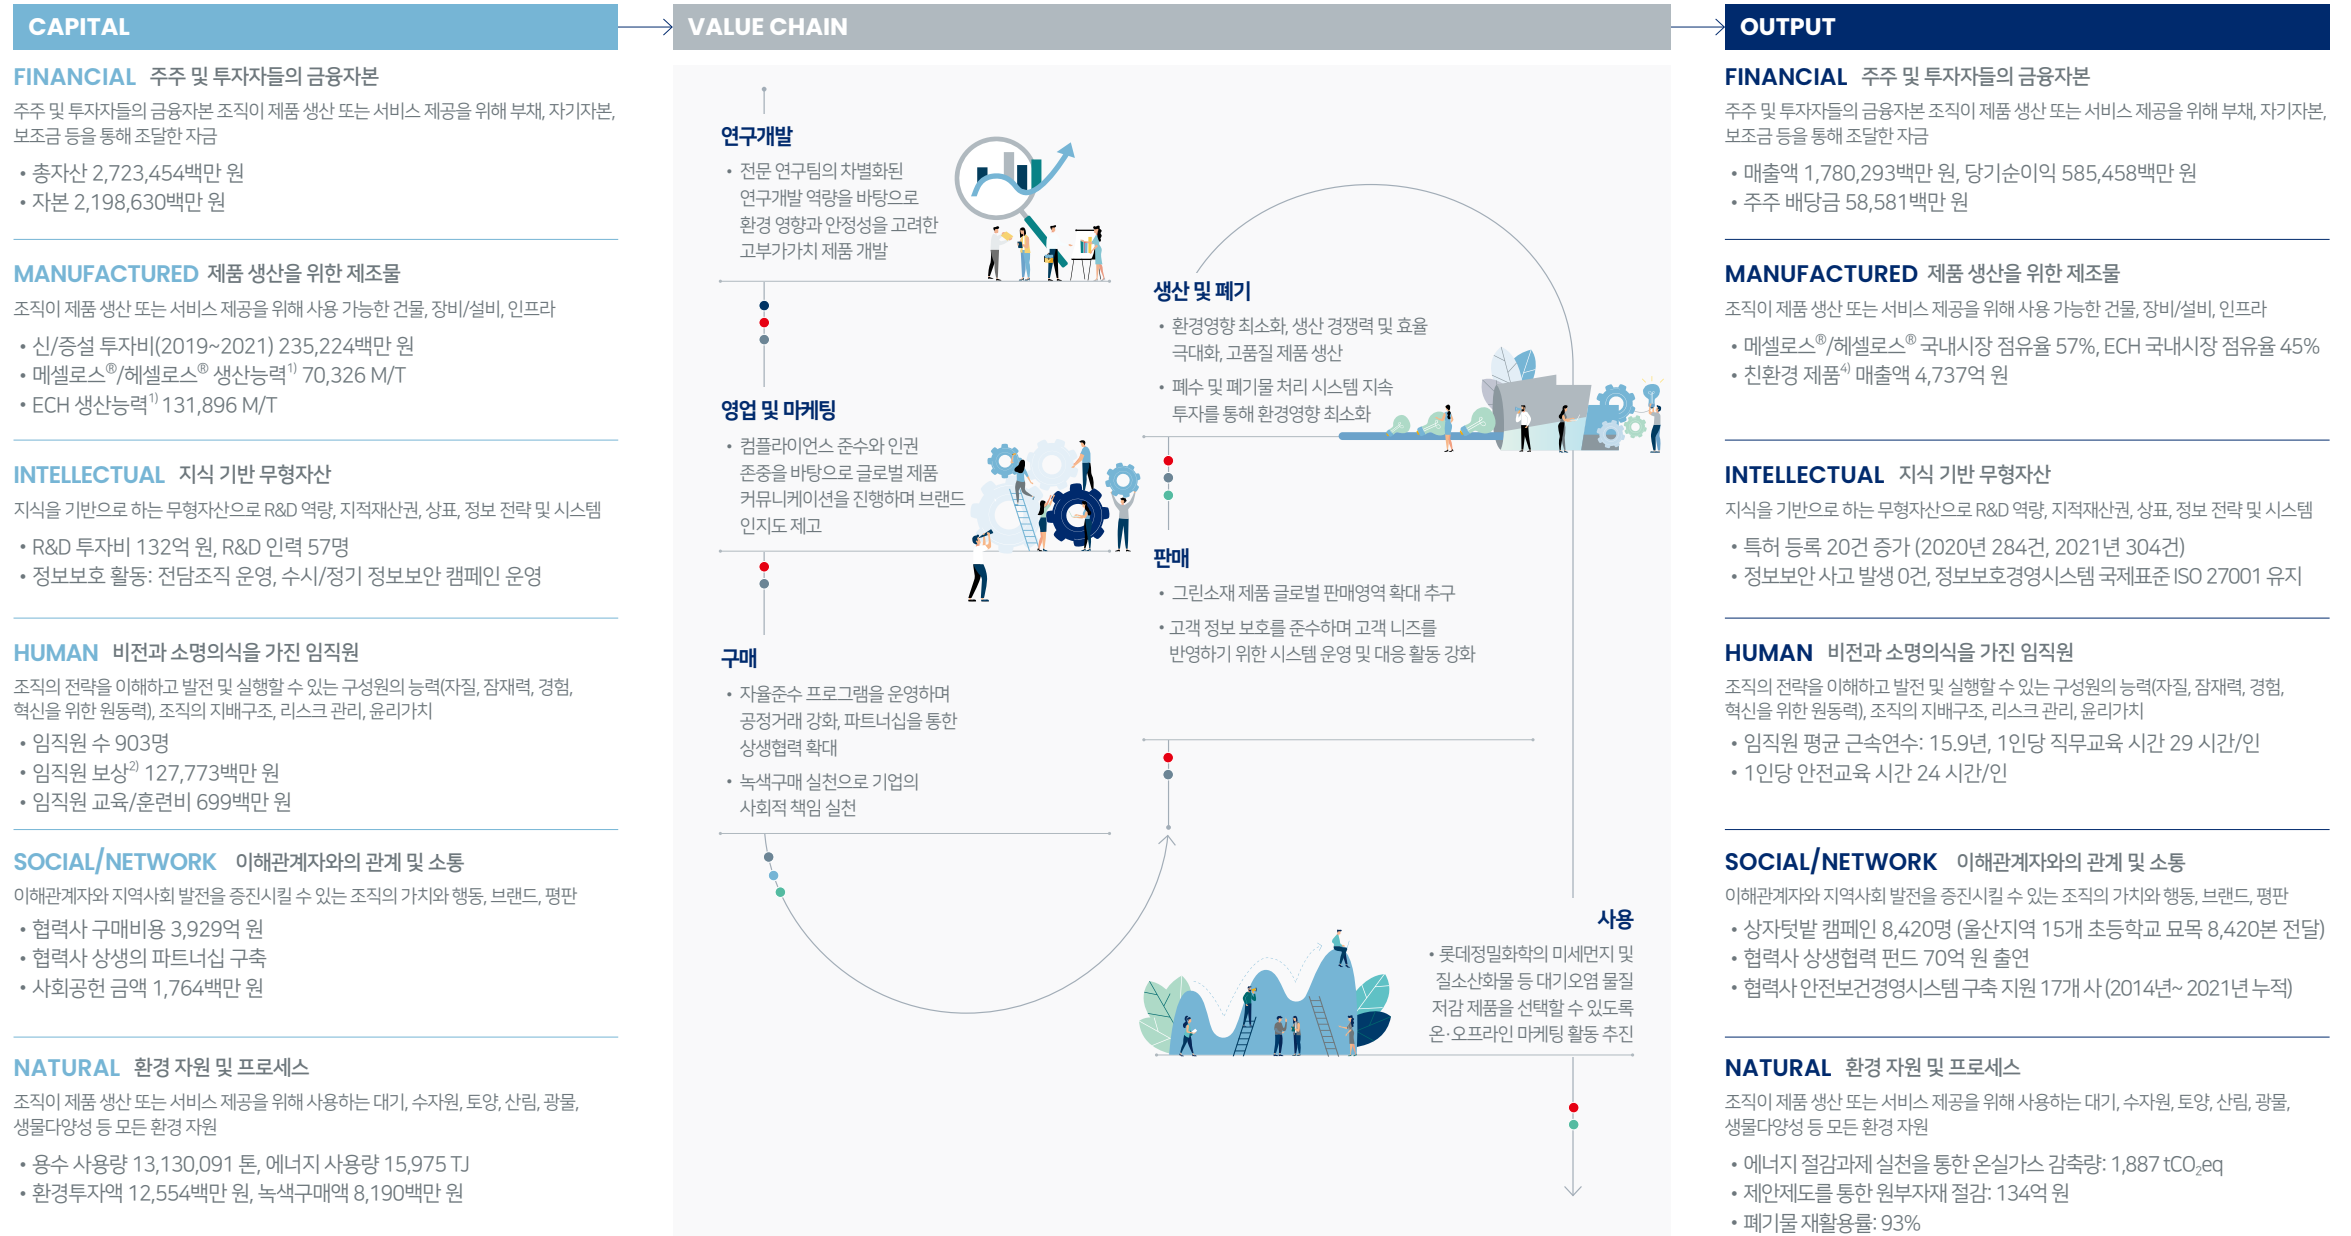 CAPITAL
FINANCIAL 주주 및 투자자들의 금융자본
주주 및 투자자들의 금융자본 조직이 제품 생산 또는 서비스 제공을 위해 부채, 자기자본,
보조금 등을 통해 조달한 자금
• 총자산 2,723,454백만 원
• 자본 2,198,630백만 원
MANUFACTURED 제품 생산을 위한 제조물
조직이 제품 생산 또는 서비스 제공을 위해 사용 가능한 건물, 장비/설비, 인프라
• 신/증설 투자비(2019~2021) 235,224백만 원
• 메셀로스®/헤셀로스® 생산능력1) 70,326 M/T
• ECH 생산능력1) 131,896 M/T
INTELLECTUAL 지식 기반 무형자산
지식을 기반으로 하는 무형자산으로 R&D 역량, 지적재산권, 상표, 정보 전략 및 시스템
• R&D 투자비 132억 원, R&D 인력 57명
• 정보보호 활동: 전담조직 운영, 수시/정기 정보보안 캠페인 운영
HUMAN 비전과 소명의식을 가진 임직원
조직의 전략을 이해하고 발전 및 실행할 수 있는 구성원의 능력(자질, 잠재력, 경험,
혁신을 위한 원동력), 조직의 지배구조, 리스크 관리, 윤리가치
• 임직원 수 903명
• 임직원 보상2) 127,773백만 원
• 임직원 교육/훈련비 699백만 원
SOCIAL/NETWORK 이해관계자와의 관계 및 소통
이해관계자와 지역사회 발전을 증진시킬 수 있는 조직의 가치와 행동, 브랜드, 평판
• 협력사 구매비용 3,929억 원
• 협력사 상생의 파트너십 구축
• 사회공헌 금액 1,764백만 원
NATURAL 환경 자원 및 프로세스
조직이 제품 생산 또는 서비스 제공을 위해 사용하는 대기, 수자원, 토양, 산림, 광물,
생물다양성 등 모든 환경 자원
• 용수 사용량 13,130,091 톤, 에너지 사용량 15,975 TJ
• 환경투자액 12,554백만 원, 녹색구매액 8,190백만 원
VALUE CHAIN
연구개발
• 전문 연구팀의 차별화된
연구개발 역량을 바탕으로
환경 영향과 안정성을 고려한
고부가가치 제품 개발
영업 및 마케팅
• 컴플라이언스 준수와 인권
존중을 바탕으로 글로벌 제품
커뮤니케이션을 진행하며 브랜드
인지도 제고
구매
• 자율준수 프로그램을 운영하며
공정거래 강화, 파트너십을 통한
상생협력 확대
• 녹색구매 실천으로 기업의
사회적 책임 실천
생산 및 폐기
• 환경영향 최소화, 생산 경쟁력 및 효율
극대화, 고품질 제품 생산
• 폐수 및 폐기물 처리 시스템 지속
투자를 통해 환경영향 최소화
판매
• 그린소재 제품 글로벌 판매영역 확대 추구
• 고객 정보 보호를 준수하며 고객 니즈를
반영하기 위한 시스템 운영 및 대응 활동 강화
사용
• 롯데정밀화학의 미세먼지 및
질소산화물 등 대기오염 물질
저감 제품을 선택할 수 있도록
온·오프라인 마케팅 활동 추진
OUTPUT
FINANCIAL 주주 및 투자자들의 금융자본
주주 및 투자자들의 금융자본 조직이 제품 생산 또는 서비스 제공을 위해 부채, 자기자본,
보조금 등을 통해 조달한 자금
• 매출액 1,780,293백만 원, 당기순이익 585,458백만 원
• 주주 배당금 58,581백만 원
MANUFACTURED 제품 생산을 위한 제조물
조직이 제품 생산 또는 서비스 제공을 위해 사용 가능한 건물, 장비/설비, 인프라
• 메셀로스®/헤셀로스® 국내시장 점유율 57%, ECH 국내시장 점유율 45%
• 친환경 제품4) 매출액 4,737억 원
INTELLECTUAL 지식 기반 무형자산
지식을 기반으로 하는 무형자산으로 R&D 역량, 지적재산권, 상표, 정보 전략 및 시스템
• 특허 등록 20건 증가 (2020년 284건, 2021년 304건)
• 정보보안 사고 발생 0건, 정보보호경영시스템 국제표준 ISO 27001 유지
HUMAN 비전과 소명의식을 가진 임직원
조직의 전략을 이해하고 발전 및 실행할 수 있는 구성원의 능력(자질, 잠재력, 경험,
혁신을 위한 원동력), 조직의 지배구조, 리스크 관리, 윤리가치
• 임직원 평균 근속연수: 15.9년, 1인당 직무교육 시간 29 시간/인
• 1인당 안전교육 시간 24 시간/인
SOCIAL/NETWORK 이해관계자와의 관계 및 소통
이해관계자와 지역사회 발전을 증진시킬 수 있는 조직의 가치와 행동, 브랜드, 평판
• 상자텃밭 캠페인 8,420명 (울산지역 15개 초등학교 묘목 8,420본 전달)
• 협력사 상생협력 펀드 70억 원 출연
• 협력사 안전보건경영시스템 구축 지원 17개 사 (2014년~ 2021년 누적)
NATURAL 환경 자원 및 프로세스
조직이 제품 생산 또는 서비스 제공을 위해 사용하는 대기, 수자원, 토양, 산림, 광물,
생물다양성 등 모든 환경 자원
• 에너지 절감과제 실천을 통한 온실가스 감축량: 1,887 tCO₂eq
• 제안제도를 통한 원부자재 절감: 134억 원
• 폐기물 재활용률: 93%